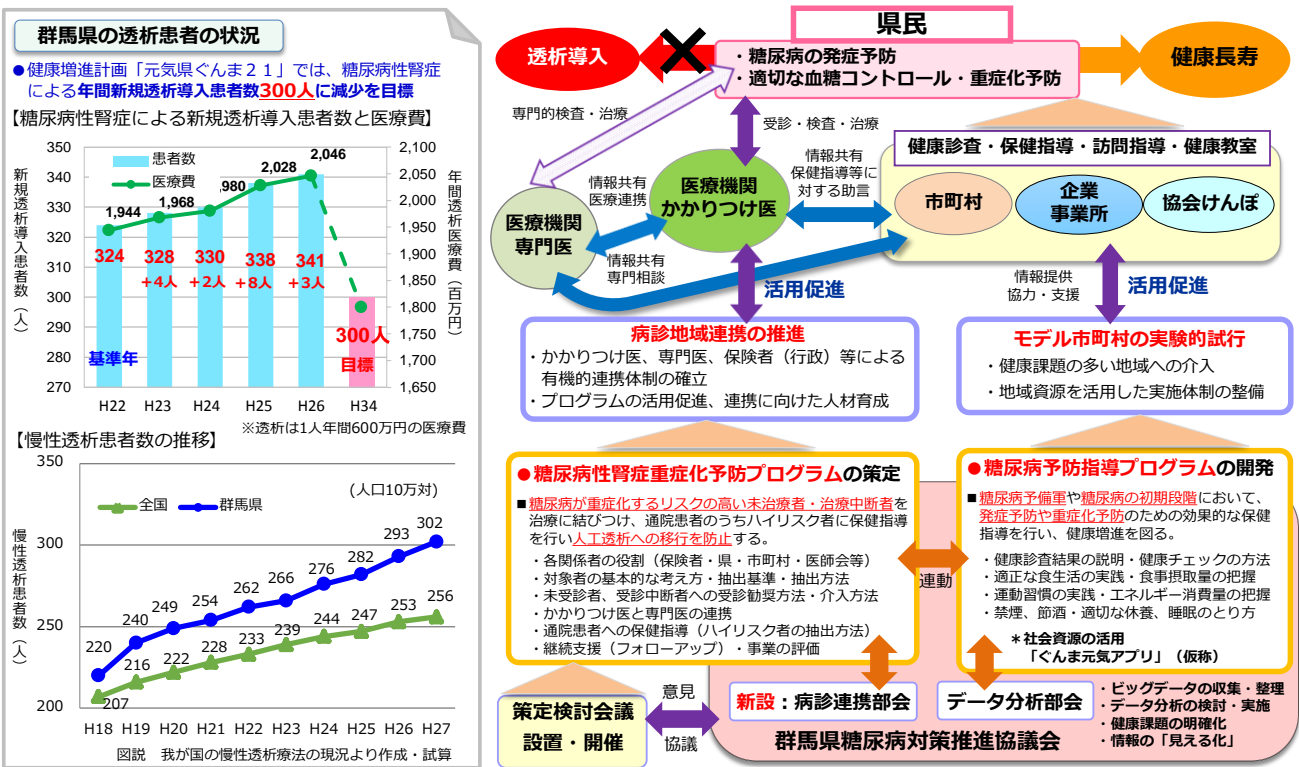 群馬県の透析患者の状況
●健康増進計画「元気県ぐんま２１」では、糖尿病性腎症
による年間新規透析導入患者数300人に減少を目標
【糖尿病性腎症による新規透析導入患者数と医療費】
新規透析導入患者数（人）
350
340
330
320
310
300
290
280
270
患者数
医療費
1,944
1,968
,980
2,028
2,046
324
328
330
338
341
＋4人
＋2人
＋8人
＋3人
300人
目標
基準年
H22
H23
H24
H25
H26
H34
2,100
2,050
2,000
1,950
1,900
1,850
1,800
1,750
1,700
1,650
年間透析医療費（百万円）
※透析は1人年間600万円の医療費
【慢性透析患者数の推移】
慢性透析患者数（人）
350
300
250
200
(人口10万対)
全国
群馬県
220
240
249
254
262
266
276
282
293
302
207
216
222
228
233
239
244
247
253
256
H18 H19 H20 H21 H22 H23 H24 H25 H26 H27
図説　我が国の慢性透析療法の現況より作成・試算
県民
・糖尿病の発症予防
・適切な血糖コントロール・重症化予防
透析導入
健康長寿
専門的検査・治療
受診・検査・治療
健康診査・保健指導・訪問指導・健康教室
市町村
企業
事業所
協会けんぽ
情報共有
保健指導等に
対する助言
医療機関
かかりつけ医
情報共有
医療連携
医療機関
専門医
情報共有
専門相談
活用促進
情報提供
協力・支援
活用促進
病診地域連携の推進
・かかりつけ医、専門医、保険者（行政）等による
有機的連携体制の確立
・プログラムの活用促進、連携に向けた人材育成
モデル市町村の実験的試行
・健康課題の多い地域への介入
・地域資源を活用した実施体制の整備
●糖尿病性腎症重症化予防プログラムの策定
■糖尿病が重症化するリスクの高い未治療者・治療中断者を
治療に結びつけ、通院患者のうちハイリスク者に保健指導
を行い人工透析への移行を防止する。
・各関係者の役割（保険者・県・市町村・医師会等）
・対象者の基本的な考え方・抽出基準・抽出方法
・未受診者、受診中断者への受診勧奨方法・介入方法
・かかりつけ医と専門医の連携
・通院患者への保健指導（ハイリスク者の抽出方法）
・継続支援（フォローアップ）・事業の評価
連動
●糖尿病予防指導プログラムの開発
■糖尿病予備軍や糖尿病の初期段階において、
発症予防や重症化予防のための効果的な保健
指導を行い、健康増進を図る。
・健康診査結果の説明・健康チェックの方法
・適正な食生活の実践・食事摂取量の把握
・運動習慣の実践・エネルギー消費量の把握
・禁煙、節酒・適切な休養、睡眠のとり方
＊社会資源の活用
「ぐんま元気アプリ」（仮称）
策定検討会議
設置・開催
意見
協議
新設：病診連携部会
データ分析部会
・ビッグデータの収集・整理
・データ分析の検討・実施
・健康課題の明確化
・情報の「見える化」
群馬県糖尿病対策推進協議会